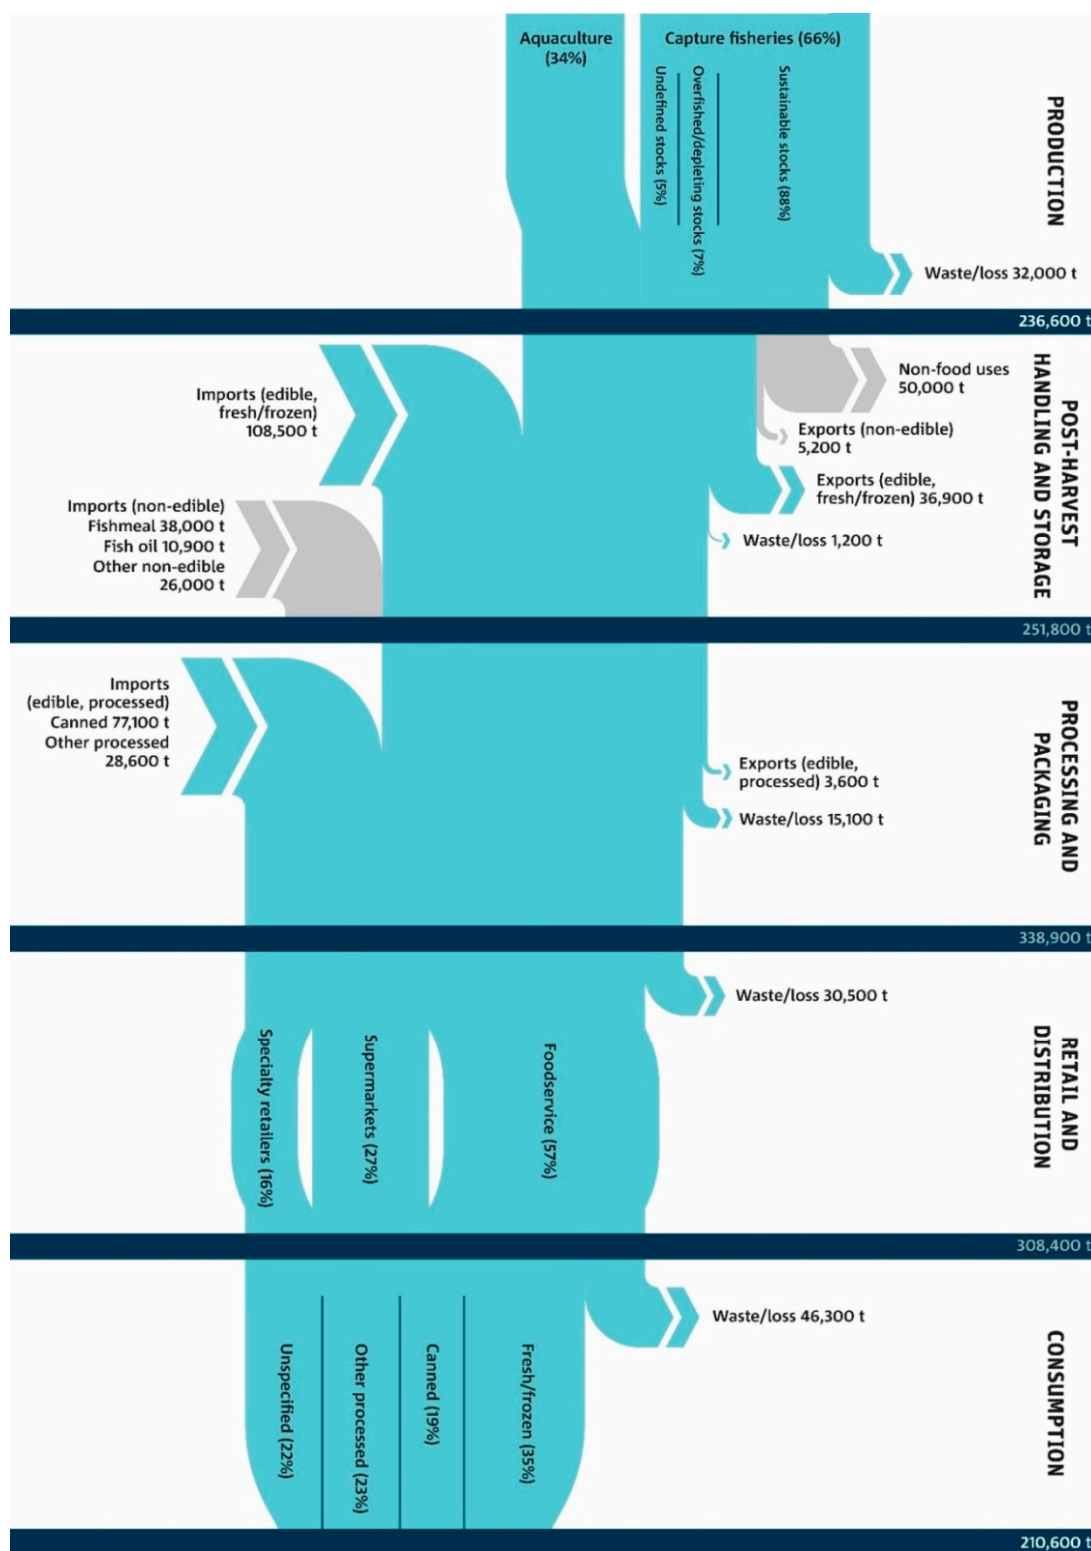 Aquaculture
(34%)
Capture fisheries (66%)
Undefined stocks (5%)
Overfished/depleting stocks (7%)
Sustainable stocks (88%)
PRODUCTION
Waste/loss 32,000 t
236,600 t
Imports (edible,
fresh/frozen)
108,500 t
Imports (non-edible)
Fishmeal 38,000 t
Fish oil 10,900 t
Other non-edible
26,000 t
Non-food uses
50,000 t
Exports (non-edible)
5,200 t
Exports (edible,
fresh/frozen) 36,900 t
Waste/loss 1,200 t
POST-HARVEST
HANDLING AND STORAGE
251,800 t
Imports
(edible, processed)
Canned 77,100 t
Other processed
28,600 t
Exports (edible,
processed) 3,600 t
Waste/loss 15,100 t
PROCESSING AND
PACKAGING
338,900 t
Waste/loss 30,500 t
Specialty retailers (16%)
Supermarkets (27%)
Foodservice (57%)
RETAIL AND
DISTRIBUTION
308,400 t
Waste/loss 46,300 t
Unspecified (22%)
Other processed (23%)
Canned (19%)
Fresh/frozen (35%)
CONSUMPTION
210,600 t